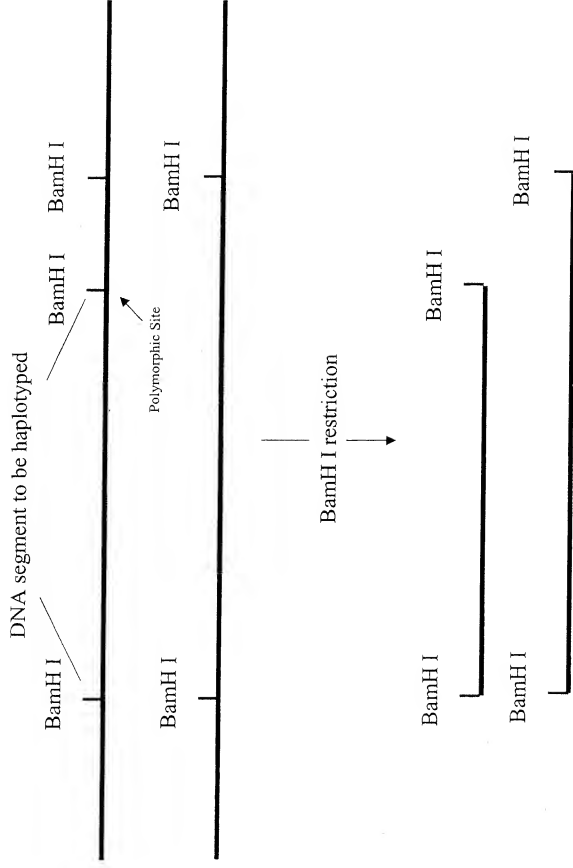 DNA segment to be haplotyped
BamH I BamH I BamH I
Polymorphic Site
BamH I BamH I
BamH I restriction
BamH I BamH I
BamH I BamH I